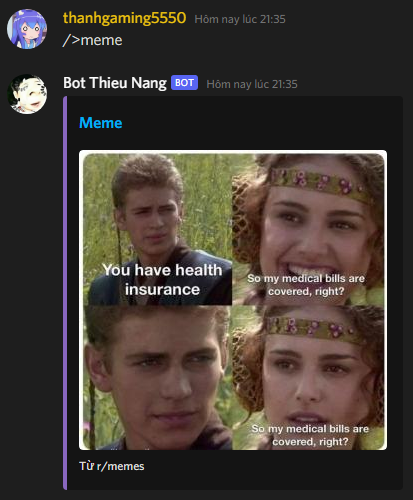 thanhgaming5550 Hôm nay lúc 21:35
/>meme
Bot Thieu Nang BOT Hôm nay lúc 21:35
Meme
You have health
insurance
So my medical bills are
covered, right?
So my medical bills are
covered, right?
Từ r/memes